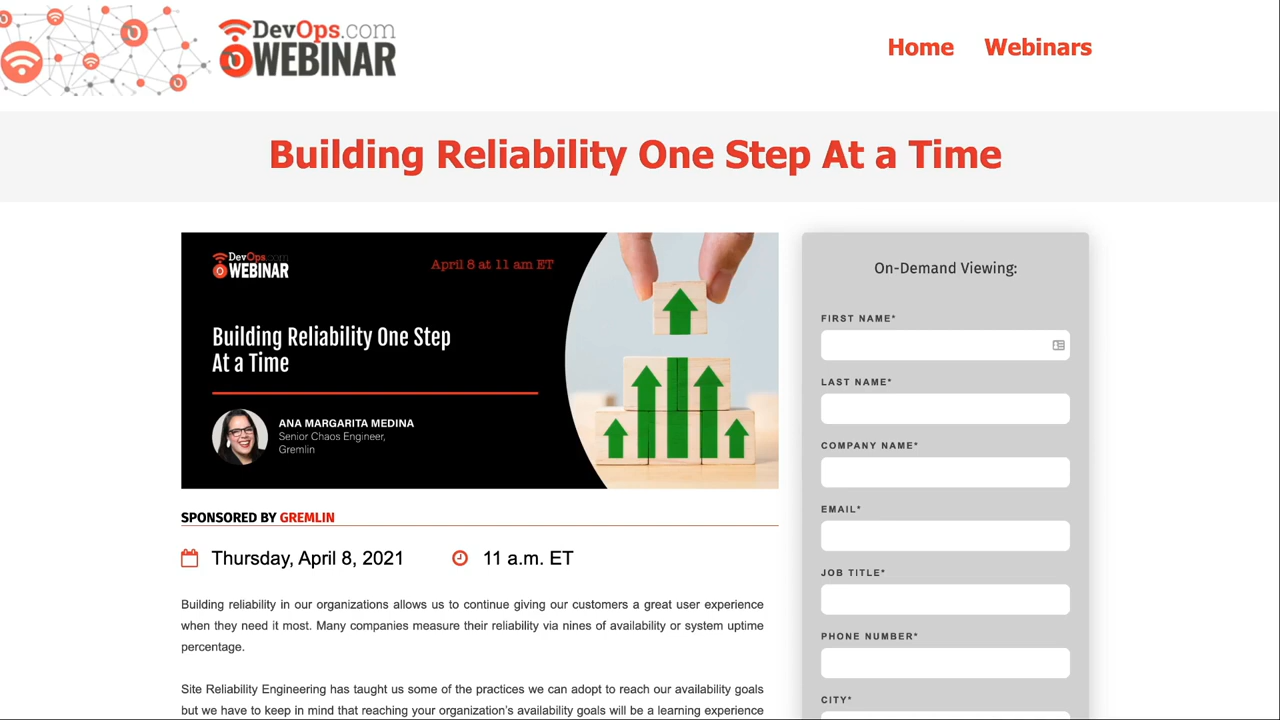 DevOps.com
WEBINAR
Home Webinars
Building Reliability One Step At a Time
DevOps.com
WEBINAR
April 8 at 11 am ET
Building Reliability One Step
At a Time
ANA MARGARITA MEDINA
Senior Chaos Engineer,
Gremlin
SPONSORED BY GREMLIN
Thursday, April 8, 2021 11 a.m. ET
Building reliability in our organizations allows us to continue giving our customers a great user experience
when they need it most. Many companies measure their reliability via nines of availability or system uptime
percentage.
Site Reliability Engineering has taught us some of the practices we can adopt to reach our availability goals
but we have to keep in mind that reaching your organization's availability goals will be a learning experience
On-Demand Viewing:
FIRST NAME*
LAST NAME*
COMPANY NAME*
EMAIL*
JOB TITLE*
PHONE NUMBER*
CITY*